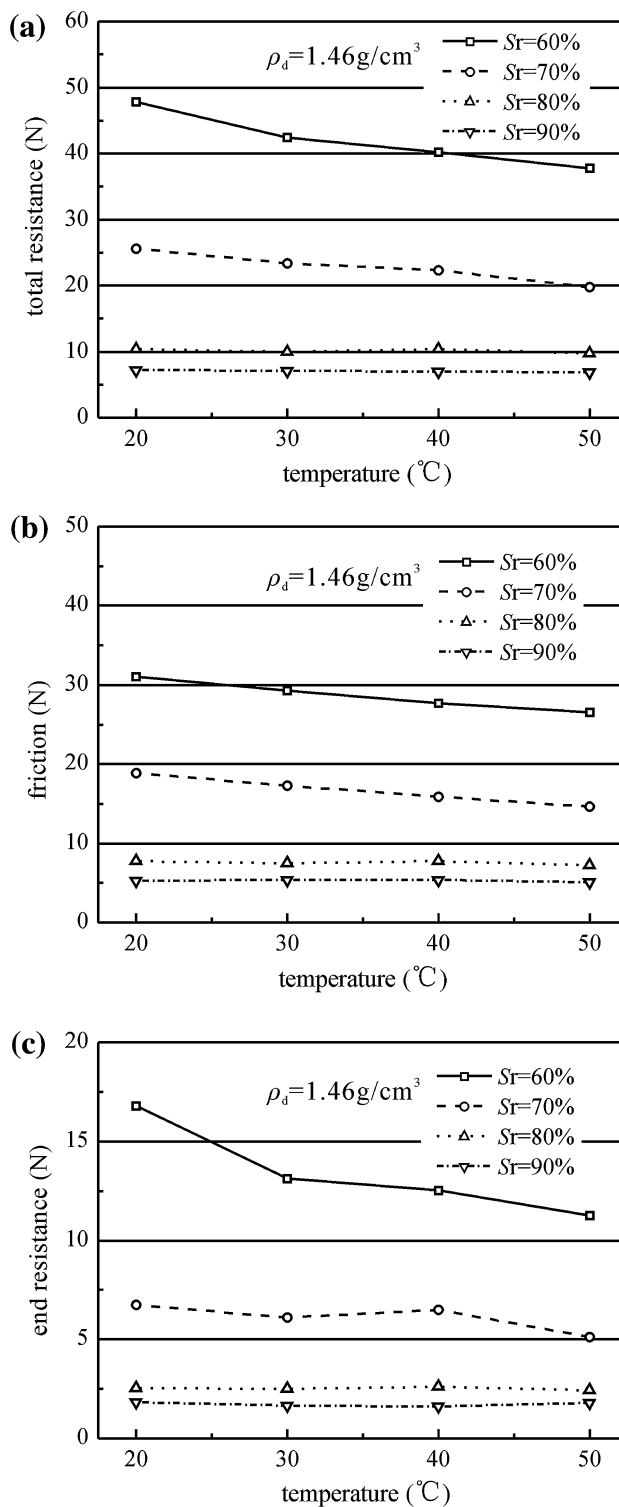 (a)
60
50
40
30
20
10
0
total resistance (N)
ρd=1.46g/cm³
Sr=60%
Sr=70%
Sr=80%
Sr=90%
20 30 40 50
temperature (℃)
(b)
50
40
30
20
10
0
friction (N)
ρd=1.46g/cm³
Sr=60%
Sr=70%
Sr=80%
Sr=90%
20 30 40 50
temperature (℃)
(c)
20
15
10
5
0
end resistance (N)
ρd=1.46g/cm³
Sr=60%
Sr=70%
Sr=80%
Sr=90%
20 30 40 50
temperature (℃)